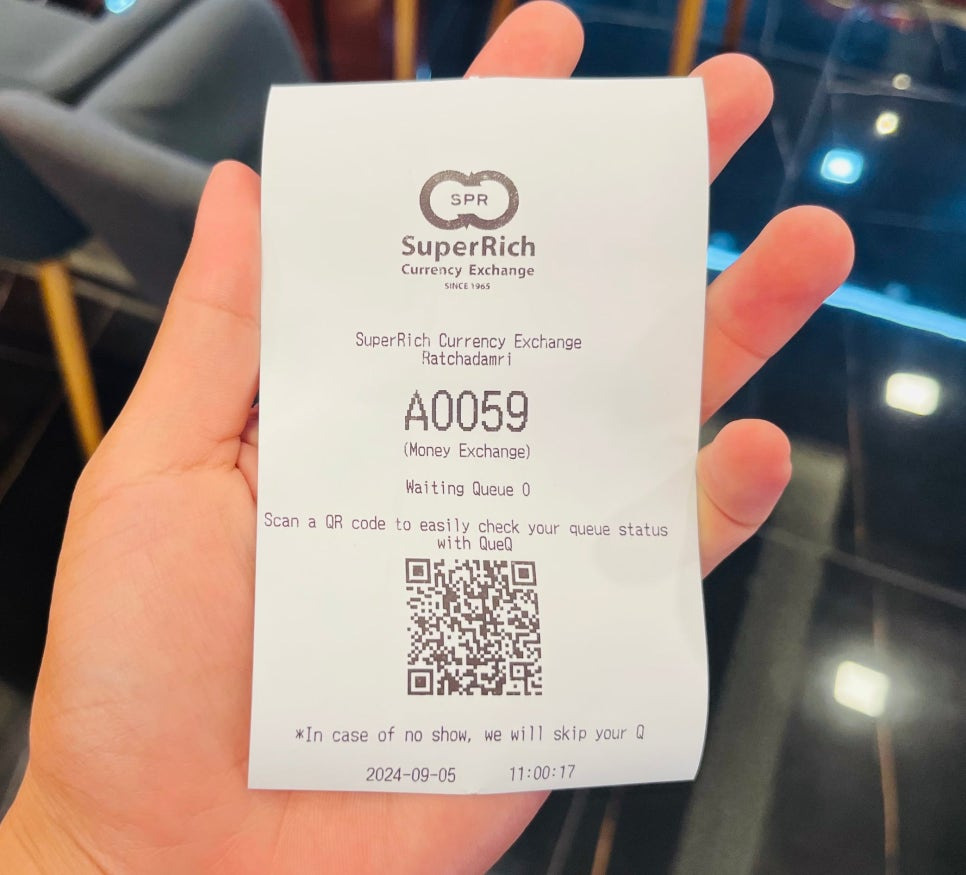 SPR
SuperRich
Currency Exchange
SINCE 1965
SuperRich Currency Exchange
Ratchadamri
A0059
(Money Exchange)
Waiting Queue 0
Scan a QR code to easily check your queue status
with QueQ
*In case of no show, we will skip your Q
2024-09-05 11:00:17